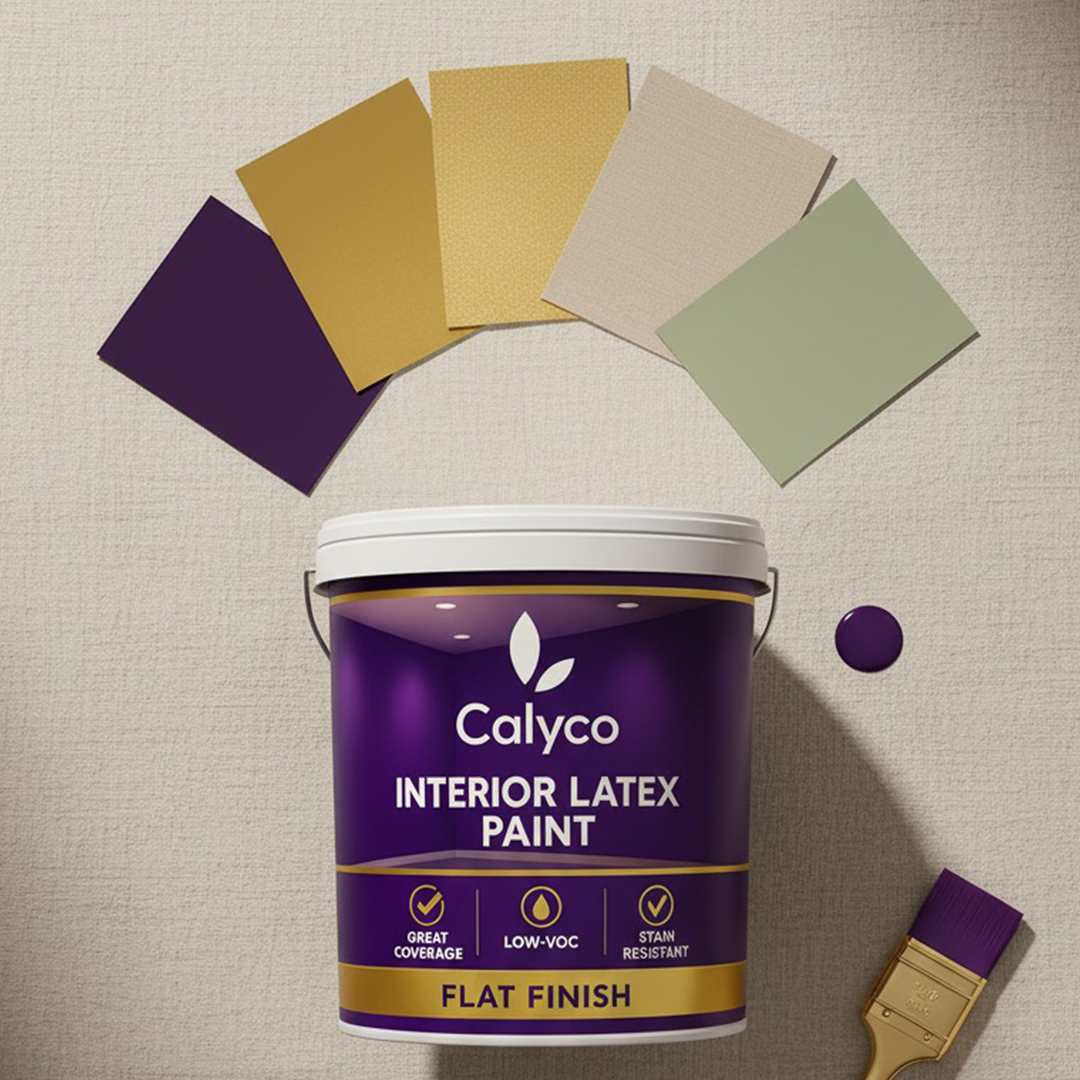 Calyco
INTERIOR LATEX
PAINT
GREAT
COVERAGE
LOW-VOC
STAIN
RESISTANT
FLAT FINISH